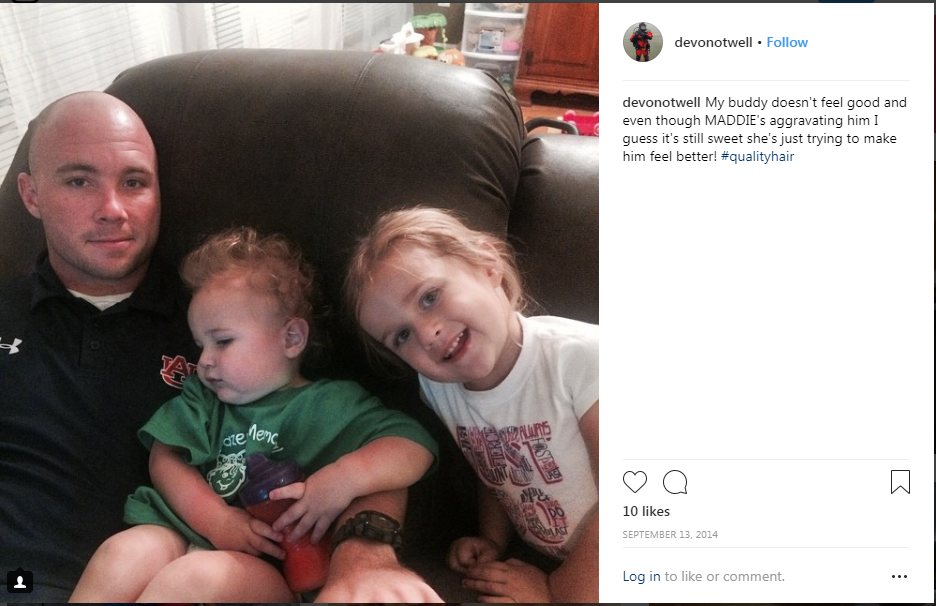 devonotwell • Follow
devonotwell My buddy doesn't feel good and
even though MADDIE's aggravating him I
guess it's still sweet she's just trying to make
him feel better! #qualityhair
AU
ALWAYS
10 likes
SEPTEMBER 13, 2014
Log in to like or comment.